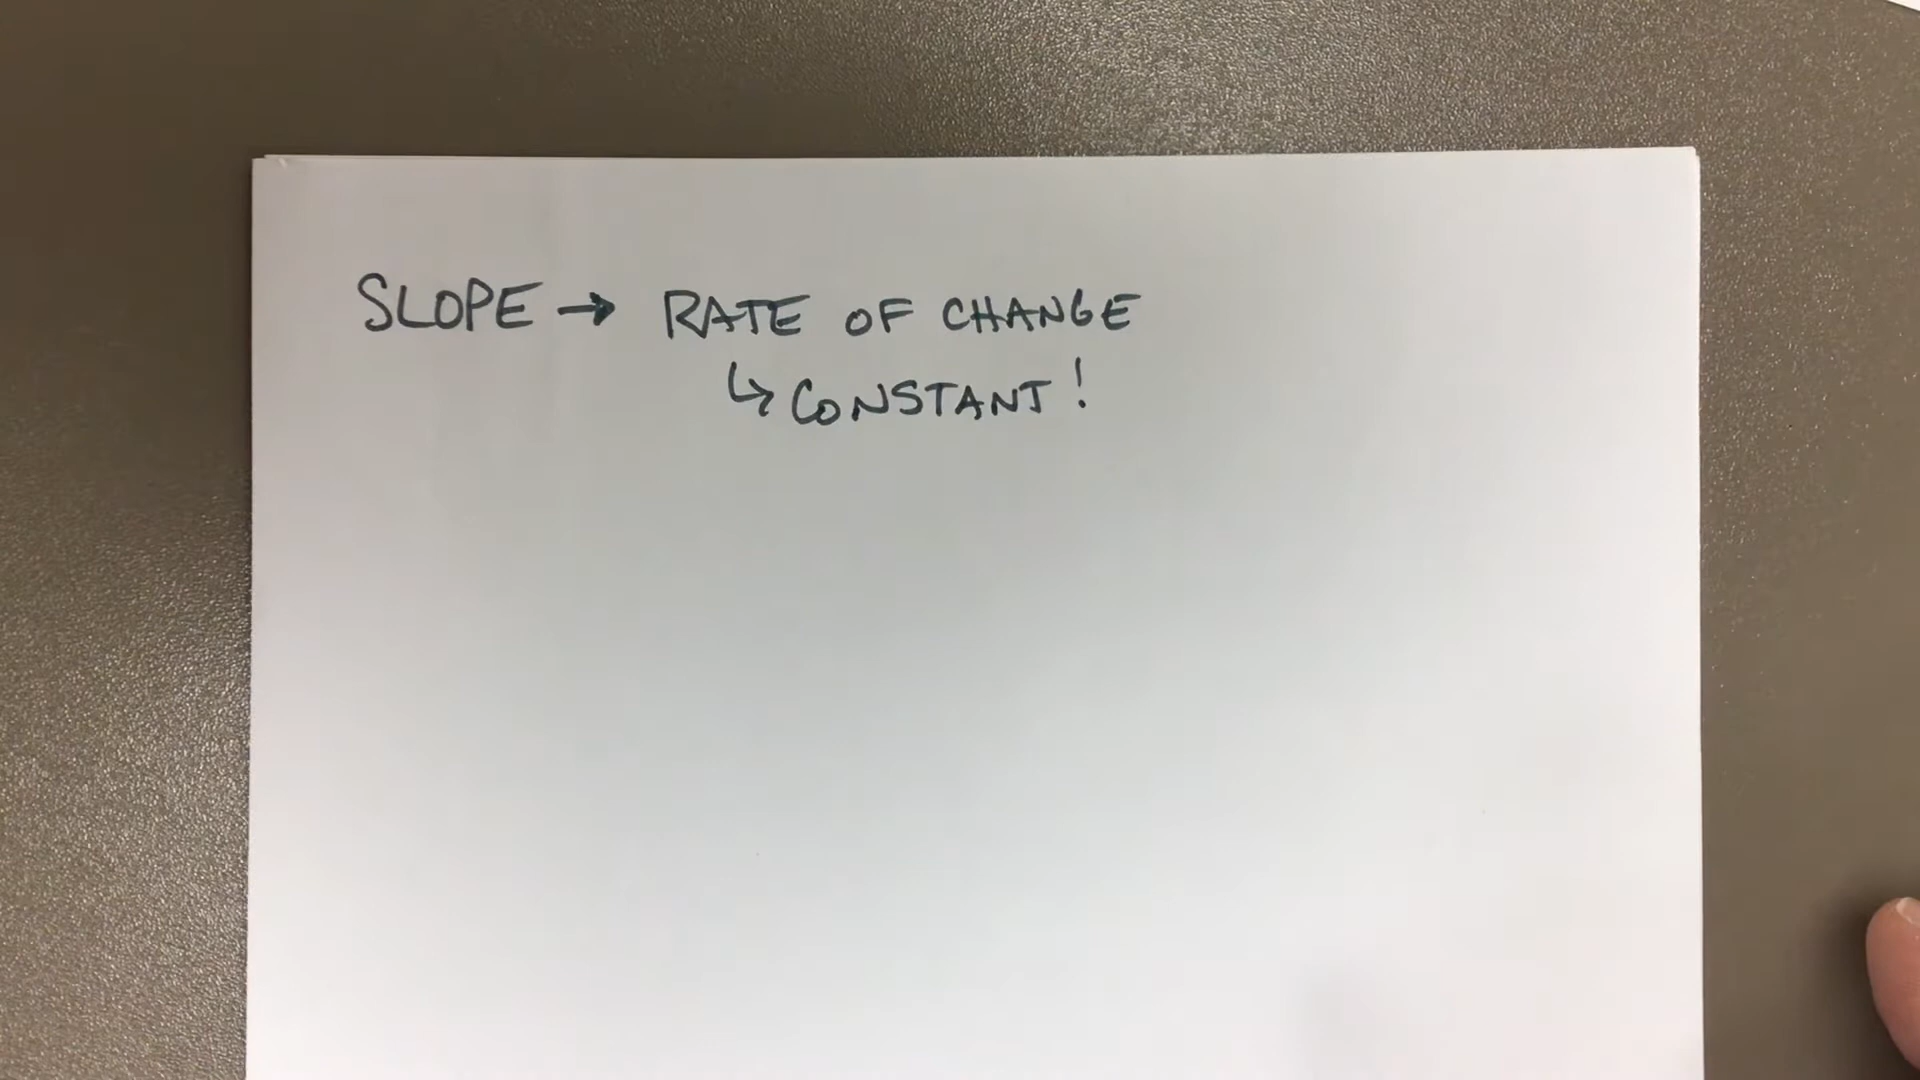 SLOPE → RATE OF CHANGE
↳ CONSTANT!